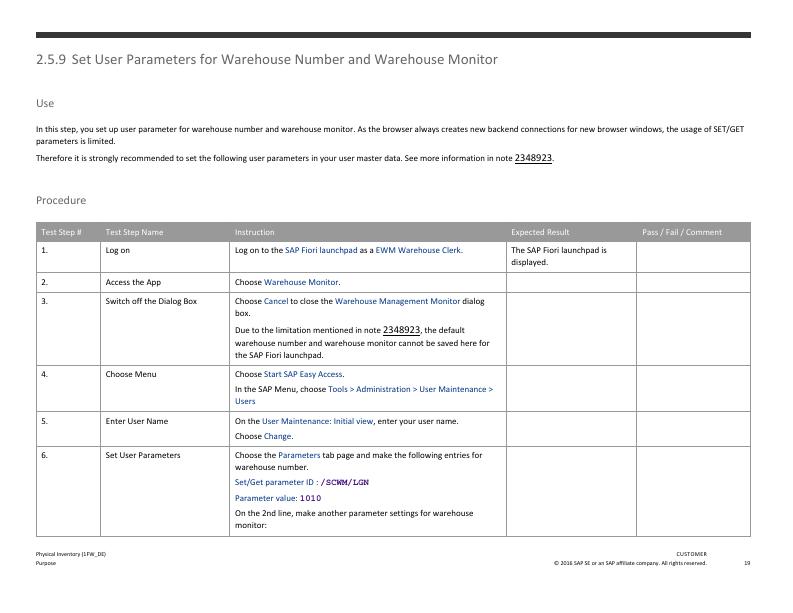 2.5.9 Set User Parameters for Warehouse Number and Warehouse Monitor
Use
In this step, you set up user parameter for warehouse number and warehouse monitor. As the browser always creates new backend connections for new browser windows, the usage of SET/GET
parameters is limited.
Therefore it is strongly recommended to set the following user parameters in your user master data. See more information in note 2348923.
Procedure
Test Step # Test Step Name Instruction Expected Result Pass / Fail / Comment
1. Log on Log on to the SAP Fiori launchpad as a EWM Warehouse Clerk. The SAP Fiori launchpad is
displayed.
2. Access the App Choose Warehouse Monitor.
3. Switch off the Dialog Box Choose Cancel to close the Warehouse Management Monitor dialog
box.
Due to the limitation mentioned in note 2348923, the default
warehouse number and warehouse monitor cannot be saved here for
the SAP Fiori launchpad.
4. Choose Menu Choose Start SAP Easy Access.
In the SAP Menu, choose Tools > Administration > User Maintenance >
Users
5. Enter User Name On the User Maintenance: Initial view, enter your user name.
Choose Change.
6. Set User Parameters Choose the Parameters tab page and make the following entries for
warehouse number.
Set/Get parameter ID : /SCWM/LGN
Parameter value: 1010
On the 2nd line, make another parameter settings for warehouse
monitor:
Physical Inventory (1FW_DE)
Purpose
CUSTOMER
© 2016 SAP SE or an SAP affiliate company. All rights reserved. 19